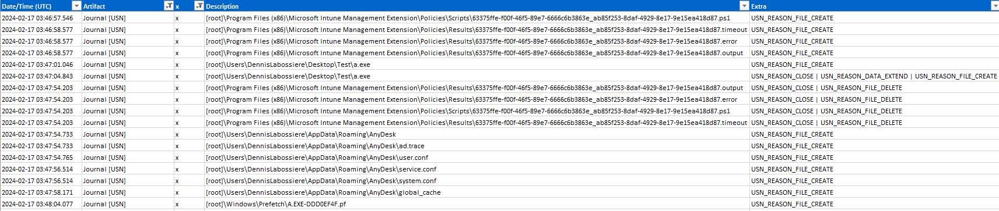 Date/Time (UTC) Artifact x Description Extra
2024-02-17 03:46:57.546 Journal [USN] x [root]\Program Files (x86)\Microsoft Intune Management Extension\Policies\Scripts\63375ffe-f00f-46f5-89e7-6666c6b3863e_ab85f253-8daf-4929-8e17-9e15ea418d87.ps1 USN_REASON_FILE_CREATE
2024-02-17 03:46:58.577 Journal [USN] x [root]\Program Files (x86)\Microsoft Intune Management Extension\Policies\Results\63375ffe-f00f-46f5-89e7-6666c6b3863e_ab85f253-8daf-4929-8e17-9e15ea418d87.timeout USN_REASON_FILE_CREATE
2024-02-17 03:46:58.577 Journal [USN] x [root]\Program Files (x86)\Microsoft Intune Management Extension\Policies\Results\63375ffe-f00f-46f5-89e7-6666c6b3863e_ab85f253-8daf-4929-8e17-9e15ea418d87.error USN_REASON_FILE_CREATE
2024-02-17 03:46:58.577 Journal [USN] x [root]\Program Files (x86)\Microsoft Intune Management Extension\Policies\Results\63375ffe-f00f-46f5-89e7-6666c6b3863e_ab85f253-8daf-4929-8e17-9e15ea418d87.output USN_REASON_FILE_CREATE
2024-02-17 03:47:01.046 Journal [USN] x [root]\Users\DennisLabossiere\Desktop\Test\a.exe USN_REASON_FILE_CREATE
2024-02-17 03:47:04.843 Journal [USN] x [root]\Users\DennisLabossiere\Desktop\Test\a.exe USN_REASON_CLOSE | USN_REASON_DATA_EXTEND | USN_REASON_FILE_CREATE
2024-02-17 03:47:54.203 Journal [USN] x [root]\Program Files (x86)\Microsoft Intune Management Extension\Policies\Results\63375ffe-f00f-46f5-89e7-6666c6b3863e_ab85f253-8daf-4929-8e17-9e15ea418d87.output USN_REASON_CLOSE | USN_REASON_FILE_DELETE
2024-02-17 03:47:54.203 Journal [USN] x [root]\Program Files (x86)\Microsoft Intune Management Extension\Policies\Results\63375ffe-f00f-46f5-89e7-6666c6b3863e_ab85f253-8daf-4929-8e17-9e15ea418d87.error USN_REASON_CLOSE | USN_REASON_FILE_DELETE
2024-02-17 03:47:54.203 Journal [USN] x [root]\Program Files (x86)\Microsoft Intune Management Extension\Policies\Scripts\63375ffe-f00f-46f5-89e7-6666c6b3863e_ab85f253-8daf-4929-8e17-9e15ea418d87.ps1 USN_REASON_CLOSE | USN_REASON_FILE_DELETE
2024-02-17 03:47:54.203 Journal [USN] x [root]\Program Files (x86)\Microsoft Intune Management Extension\Policies\Results\63375ffe-f00f-46f5-89e7-6666c6b3863e_ab85f253-8daf-4929-8e17-9e15ea418d87.timeout USN_REASON_CLOSE | USN_REASON_FILE_DELETE
2024-02-17 03:47:54.733 Journal [USN] x [root]\Users\DennisLabossiere\AppData\Roaming\AnyDesk USN_REASON_FILE_CREATE
2024-02-17 03:47:54.733 Journal [USN] x [root]\Users\DennisLabossiere\AppData\Roaming\AnyDesk\ad.trace USN_REASON_FILE_CREATE
2024-02-17 03:47:54.765 Journal [USN] x [root]\Users\DennisLabossiere\AppData\Roaming\AnyDesk\user.conf USN_REASON_FILE_CREATE
2024-02-17 03:47:56.514 Journal [USN] x [root]\Users\DennisLabossiere\AppData\Roaming\AnyDesk\service.conf USN_REASON_FILE_CREATE
2024-02-17 03:47:56.514 Journal [USN] x [root]\Users\DennisLabossiere\AppData\Roaming\AnyDesk\system.conf USN_REASON_FILE_CREATE
2024-02-17 03:47:58.171 Journal [USN] x [root]\Users\DennisLabossiere\AppData\Roaming\AnyDesk\global_cache USN_REASON_FILE_CREATE
2024-02-17 03:48:04.077 Journal [USN] x [root]\Windows\Prefetch\A.EXE-DDD0EF4F.pf USN_REASON_FILE_CREATE